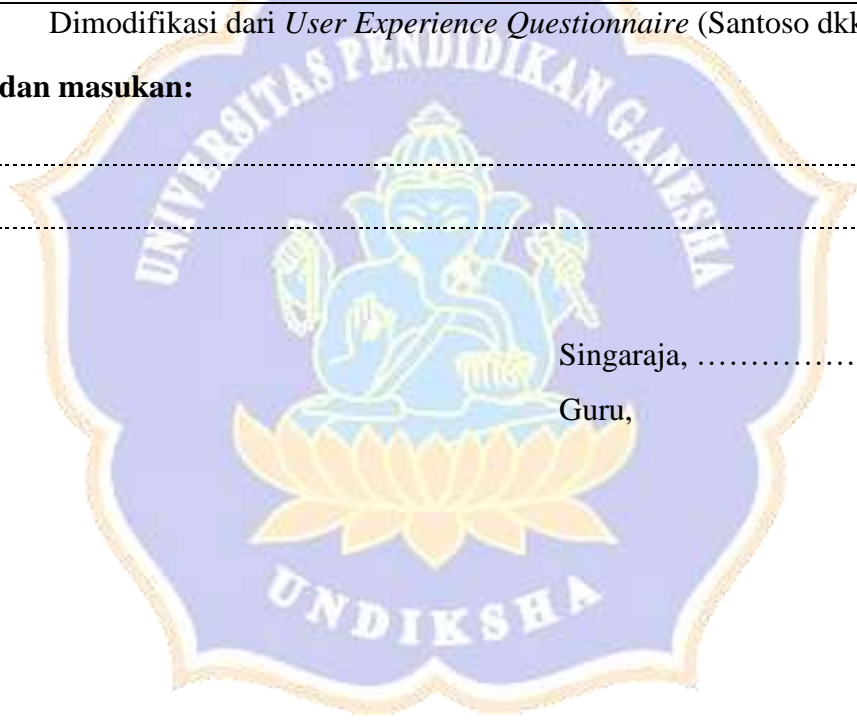 Dimodifikasi dari User Experience Questionnaire (Santoso dkk
dan masukan:
UNIVERSITAS PENDIDIKAN GANESHA
Singaraja, ................
Guru,
UNDIKSHA